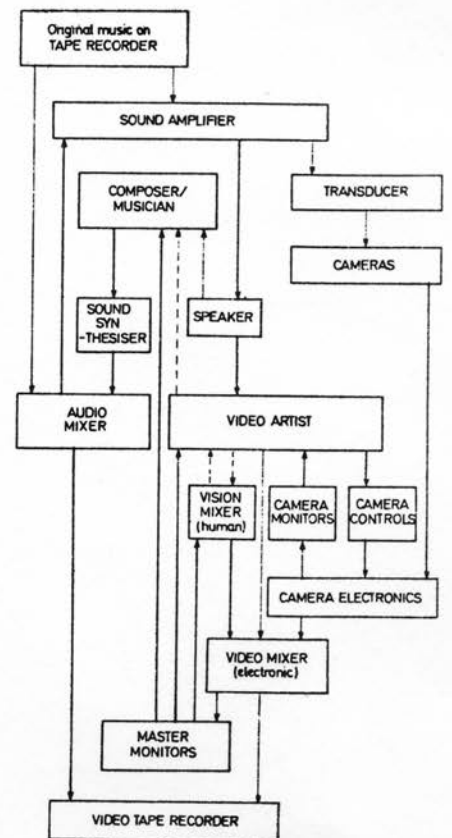 Original music on
TAPE RECORDER
SOUND AMPLIFIER
COMPOSER/
MUSICIAN
TRANSDUCER
CAMERAS
SOUND
SYN
-THESISER
SPEAKER
AUDIO
MIXER
VIDEO ARTIST
VISION
MIXER
(human)
CAMERA
MONITORS
CAMERA
CONTROLS
CAMERA ELECTRONICS
VIDEO MIXER
(electronic)
MASTER
MONITORS
VIDEO TAPE RECORDER